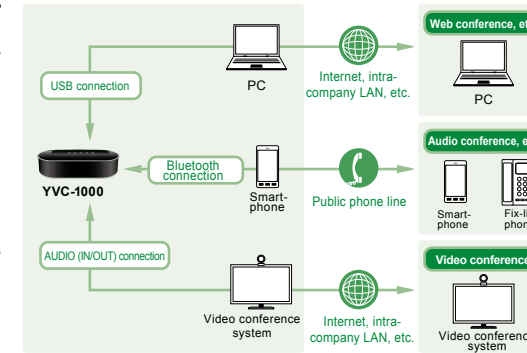 Web conference, et
USB connection
PC
Internet, intra-
company LAN, etc.
PC
Audio conference, e
Bluetooth
connection
YVC-1000
Smart-
phone
Public phone line
Smart-
phone
Fix-li
phon
AUDIO (IN/OUT) connection
Video conference
Video conference
system
Internet, intra-
company LAN, etc.
Video conferenc
system